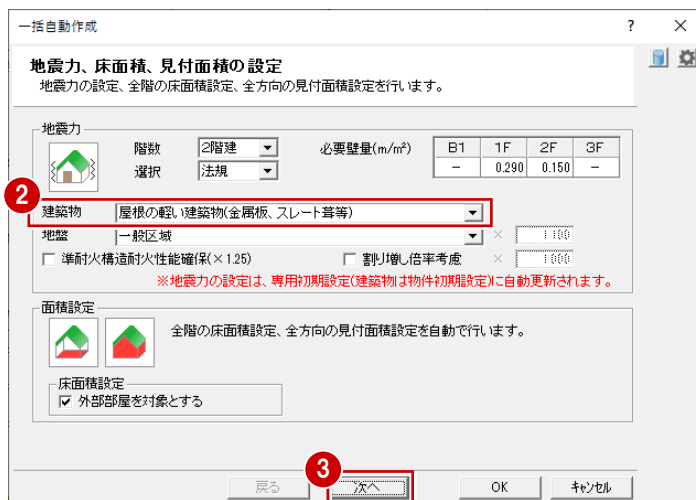 一括自動作成 ?
地震力、床面積、見付面積の設定
地震力の設定、全階の床面積設定、全方向の見付面積設定を行います。
地震力
階数 2階建 必要壁量(m/m²) B1 1F 2F 3F
選択 法規 − 0.290 0.150 −
2
建築物 屋根の軽い建築物(金属板、スレート葺等)
地盤 一般区域 ×
準耐火構造耐火性能確保(×1.25) 割り増し倍率考慮 ×
※地震力の設定は、専用初期設定(建築物は物件初期設定)に自動更新されます。
面積設定
全階の床面積設定、全方向の見付面積設定を自動で行います。
床面積設定
外部部屋を対象とする
3
戻る 次へ OK キャンセル